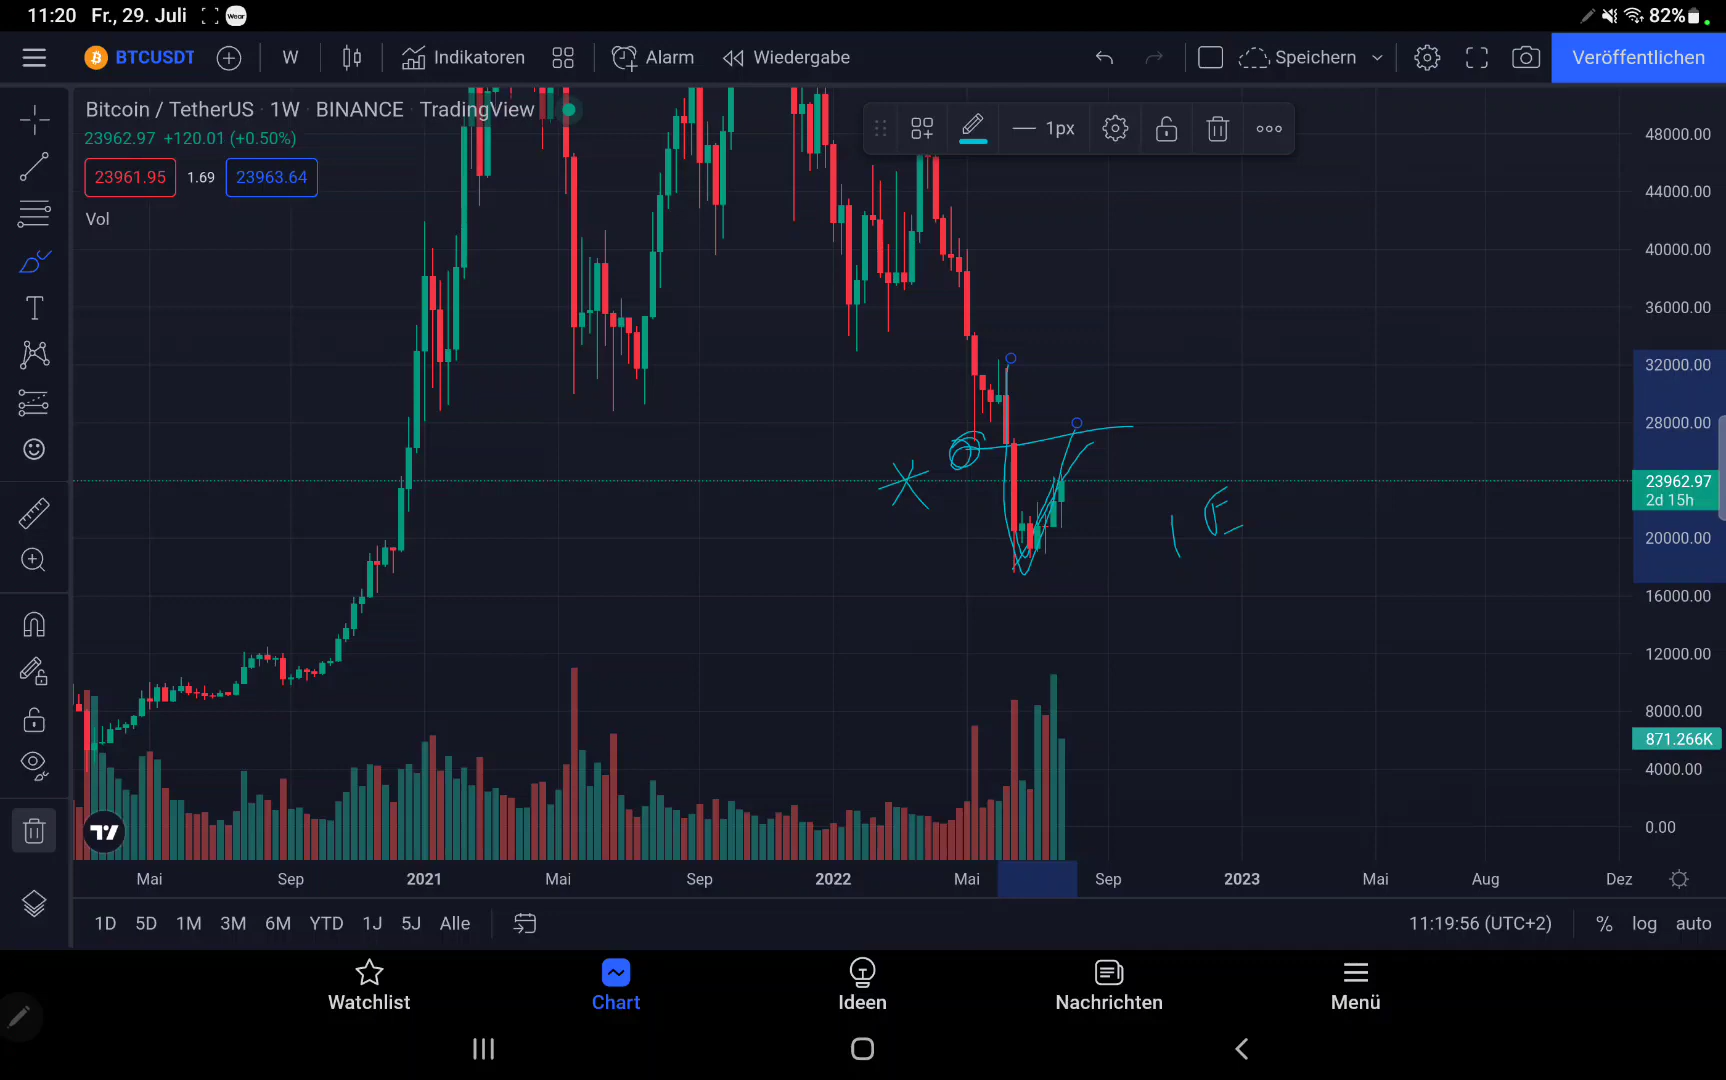 11:20 Fr., 29. Juli Wear 82%
BTCUSDT W Indikatoren Alarm Wiedergabe Speichern Veröffentlichen
Bitcoin / TetherUS · 1W · BINANCE · TradingView
23962.97 +120.01 (+0.50%)
23961.95 1.69 23963.64
Vol
1px
48000.00
44000.00
40000.00
36000.00
32000.00
28000.00
23962.97
2d 15h
20000.00
16000.00
12000.00
8000.00
871.266K
4000.00
0.00
Mai Sep 2021 Mai Sep 2022 Mai Sep 2023 Mai Aug Dez
1D 5D 1M 3M 6M YTD 1J 5J Alle 11:19:56 (UTC+2) % log auto
Watchlist Chart Ideen Nachrichten Menü